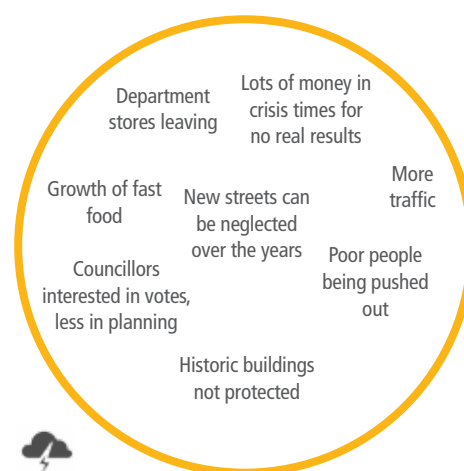 Department
stores leaving
Lots of money in
crisis times for
no real results
More
traffic
Growth of fast
food
New streets can
be neglected
over the years
Poor people
being pushed
out
Councillors
interested in votes,
less in planning
Historic buildings
not protected